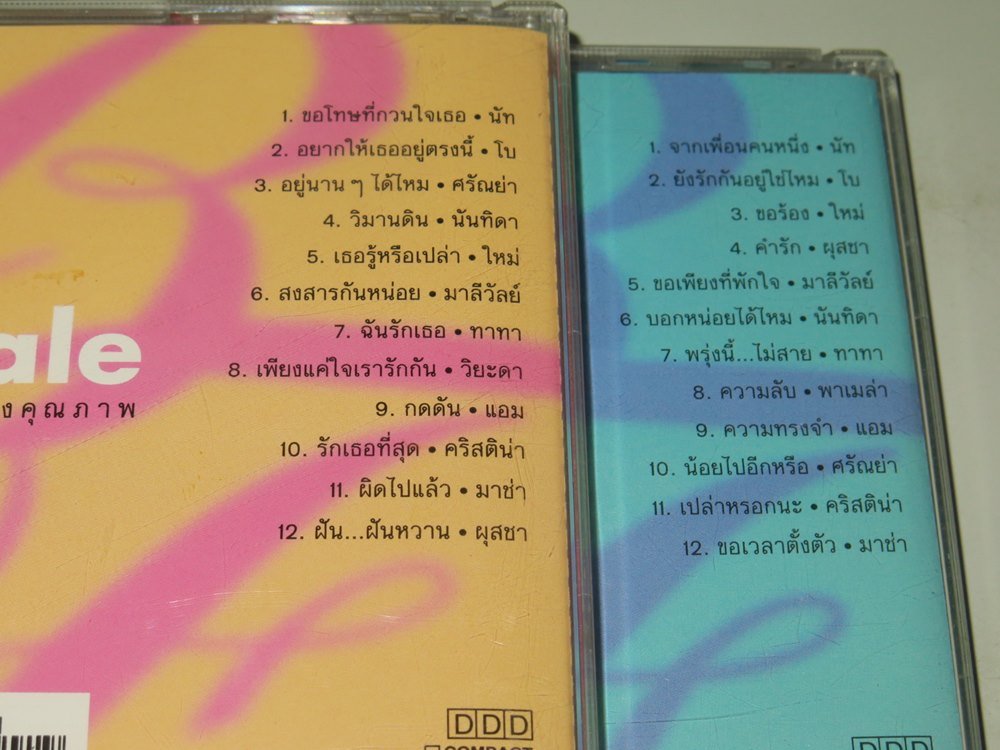 1. ขอโทษที่กวนใจเธอ • นัท
2. อยากให้เธออยู่ตรงนี้ • โบ
3. อยู่นาน ๆ ได้ไหม • ศรัณย่า
4. วิมานดิน • นันทิดา
5. เธอรู้หรือเปล่า • ใหม่
6. สงสารกันหน่อย • มาลีวัลย์
7. ฉันรักเธอ • ทาทา
8. เพียงแค่ใจเรารักกัน • วิยะดา
9. กดดัน • แอม
10. รักเธอที่สุด • คริสติน่า
11. ผิดไปแล้ว • มาช่า
12. ฝัน...ฝันหวาน • ผุสชา
ale
งคุณภาพ
DDD
COMPACT
1. จากเพื่อนคนหนึ่ง • นัท
2. ยังรักกันอยู่ใช่ไหม • โบ
3. ขอร้อง • ใหม่
4. คำรัก • ผุสชา
5. ขอเพียงที่พักใจ • มาลีวัลย์
6. บอกหน่อยได้ไหม • นันทิดา
7. พรุ่งนี้...ไม่สาย • ทาทา
8. ความลับ • พาเมล่า
9. ความทรงจำ • แอม
10. น้อยไปอีกหรือ • ศรัณย่า
11. เปล่าหรอกนะ • คริสติน่า
12. ขอเวลาตั้งตัว • มาช่า
DDD